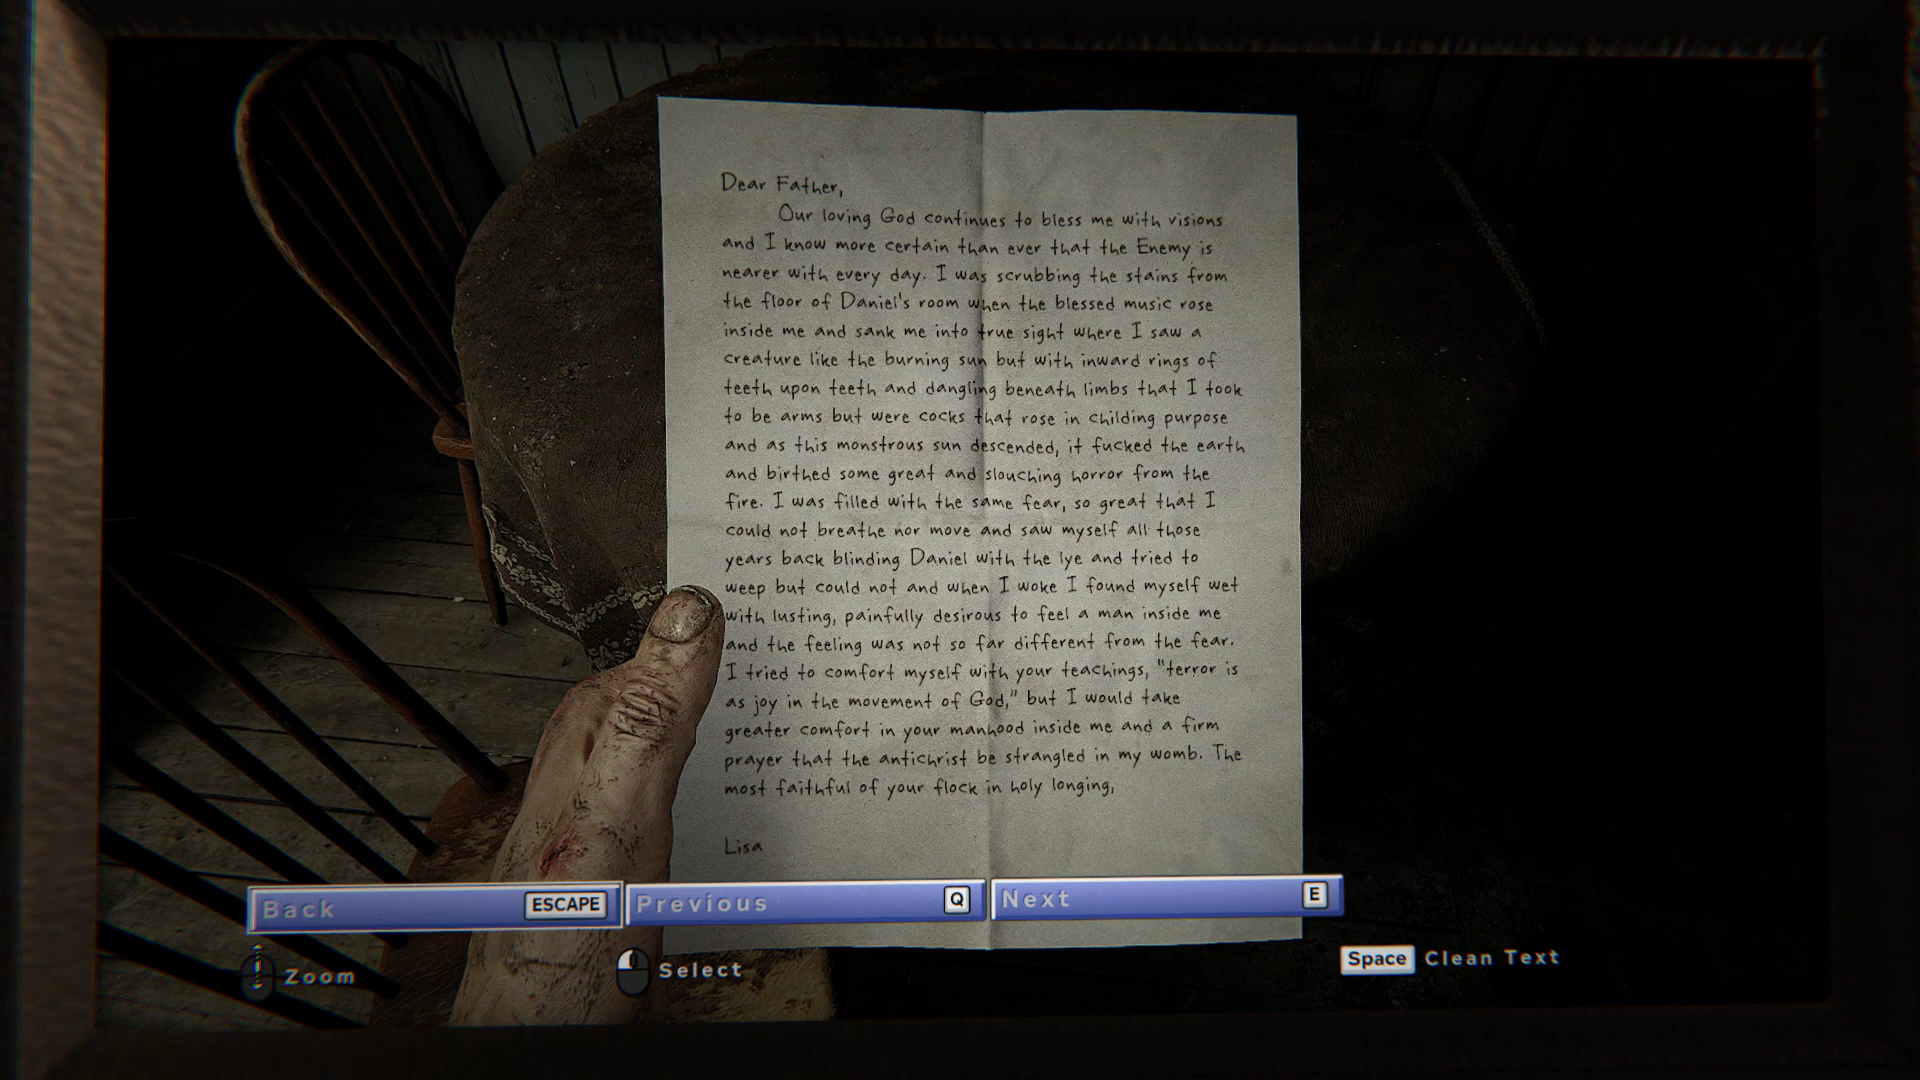 Dear Father,
Our loving God continues to bless me with visions
and I know more certain than ever that the Enemy is
nearer with every day. I was scrubbing the stains from
the floor of Daniel's room when the blessed music rose
inside me and sank me into true sight where I saw a
creature like the burning sun but with inward rings of
teeth upon teeth and dangling beneath limbs that I took
to be arms but were cocks that rose in childing purpose
and as this monstrous sun descended, it fucked the earth
and birthed some great and slouching horror from the
fire. I was filled with the same fear, so great that I
could not breathe nor move and saw myself all those
years back blinding Daniel with the lye and tried to
weep but could not and when I woke I found myself wet
with lusting, painfully desirous to feel a man inside me
and the feeling was not so far different from the fear.
I tried to comfort myself with your teachings, "terror is
as joy in the movement of God," but I would take
greater comfort in your manhood inside me and a firm
prayer that the antichrist be strangled in my womb. The
most faithful of your flock in holy longing,
Lisa
Back ESCAPE Previous Q Next E
Zoom Select Space Clean Text